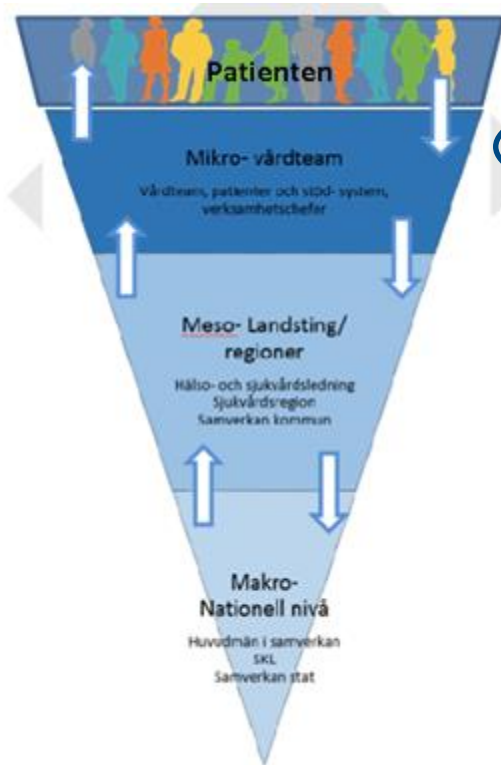 Patienten
Mikro- vårdteam
Vårdteam, patienter och stöd- system,
verksamhetschefer
Meso- Landsting/
regioner
Hälso- och sjukvårdsledning
Sjukvårdsregion
Samverkan kommun
Makro-
Nationell nivå
Huvudmän i samverkan
SKL
Samverkan stat